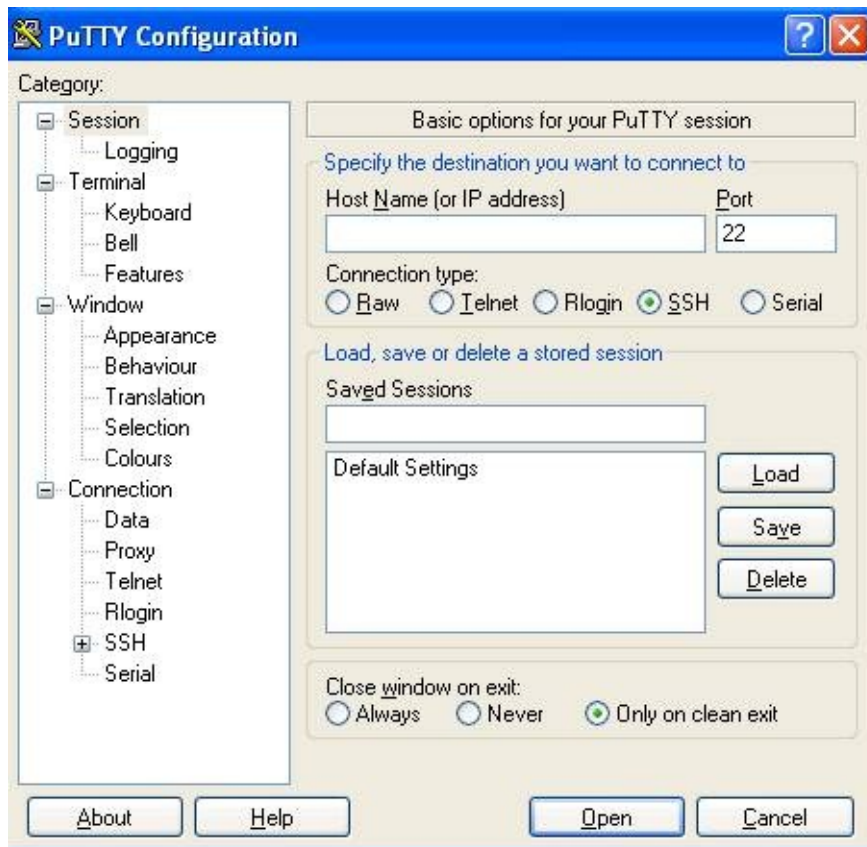 PuTTY Configuration
?
Category:
Session
Logging
Terminal
Keyboard
Bell
Features
Window
Appearance
Behaviour
Translation
Selection
Colours
Connection
Data
Proxy
Telnet
Rlogin
SSH
Serial
Basic options for your PuTTY session
Specify the destination you want to connect to
Host Name (or IP address) Port
22
Connection type:
Raw Telnet Rlogin SSH Serial
Load, save or delete a stored session
Saved Sessions
Default Settings
Load
Save
Delete
Close window on exit:
Always Never Only on clean exit
About Help Open Cancel